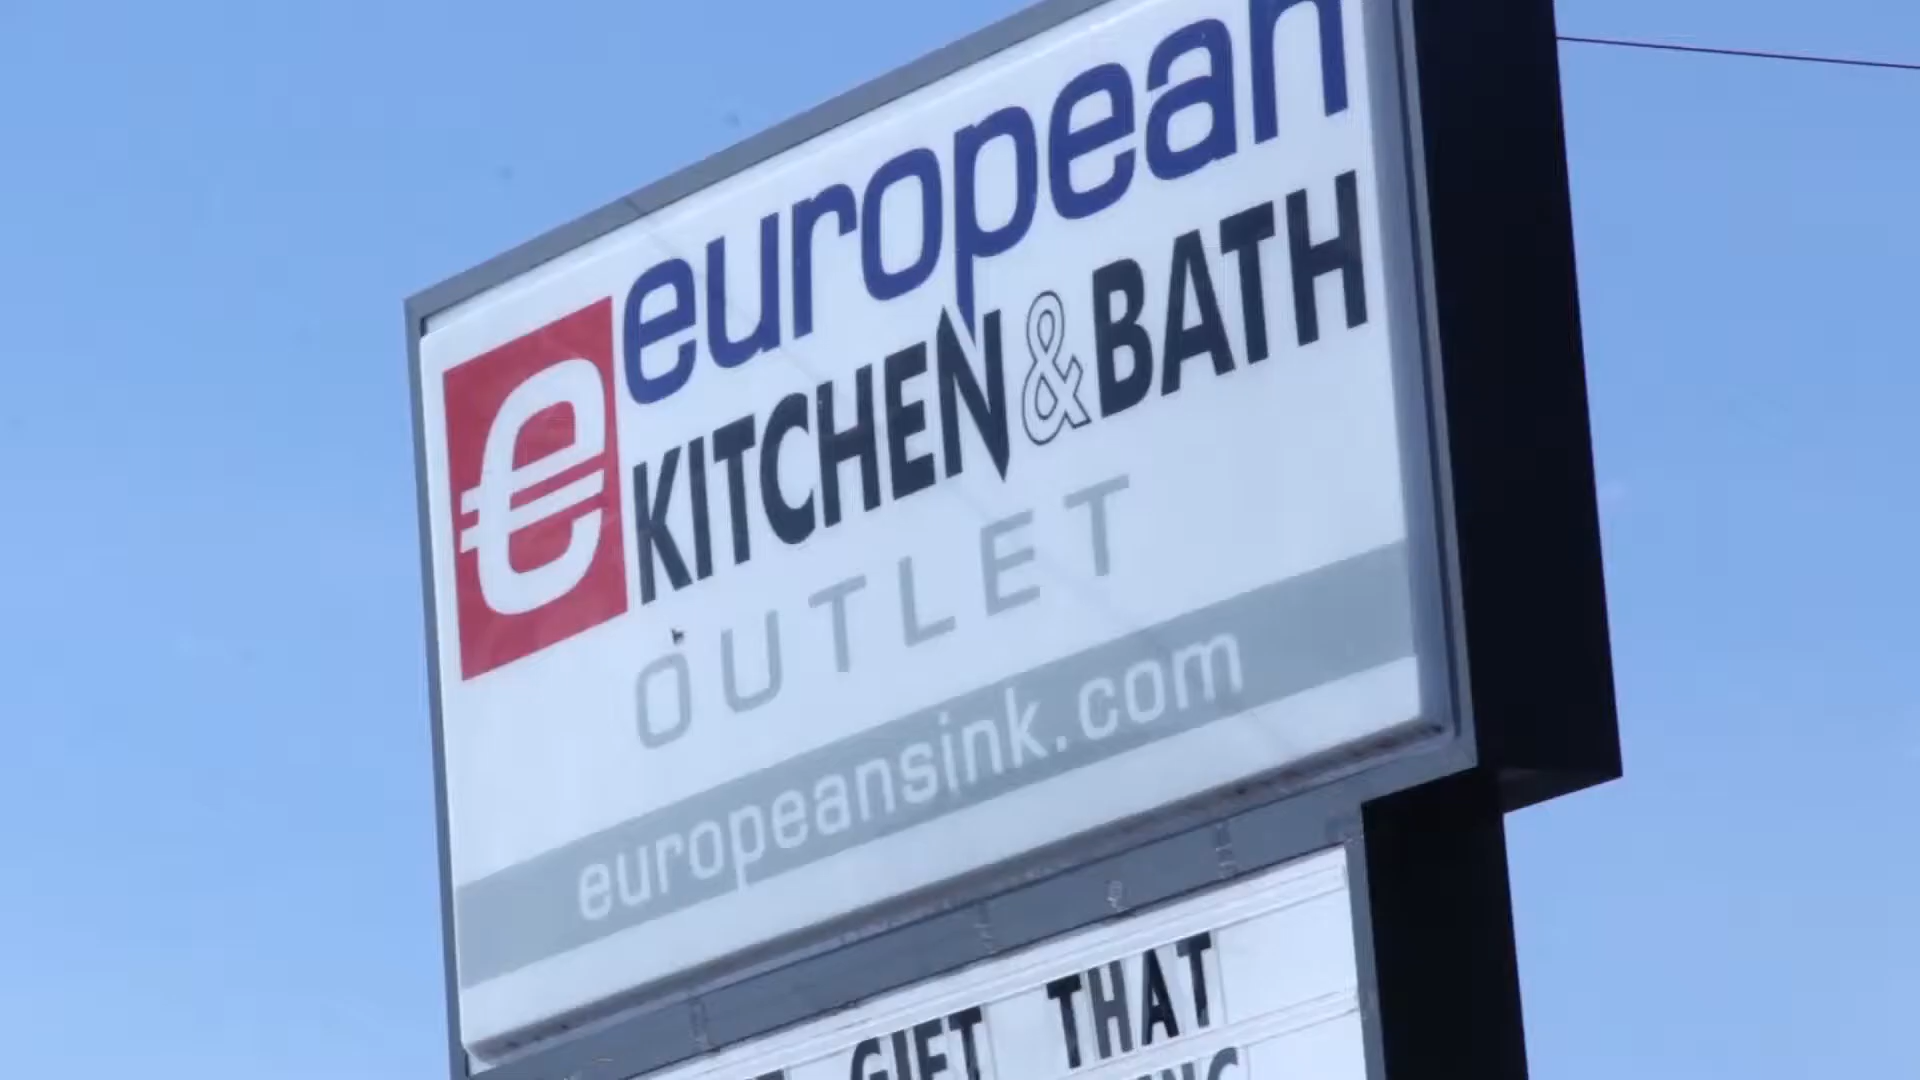 european
e KITCHEN & BATH
OUTLET
europeansink.com
GIFT THAT